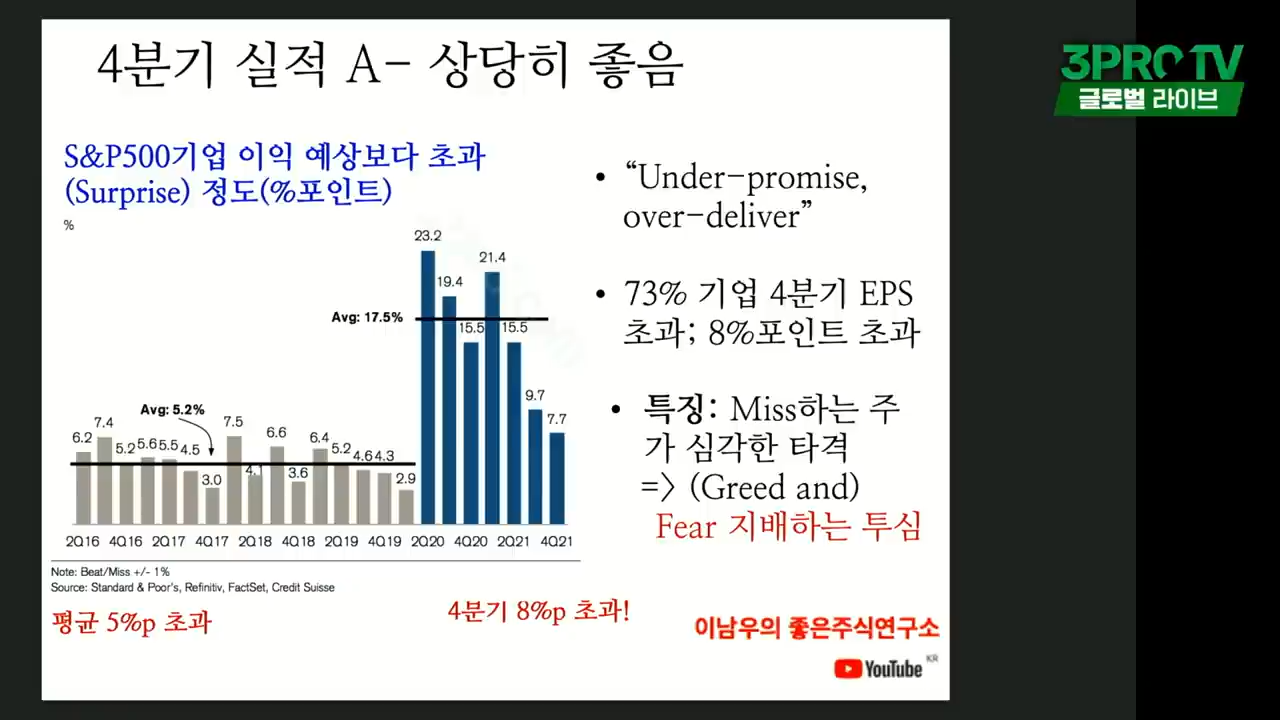 4분기 실적 A- 상당히 좋음
3PRO TV
글로벌 라이브
S&P500기업 이익 예상보다 초과
(Surprise) 정도(%포인트)
%
23.2
19.4
15.5
21.4
15.5
9.7
7.7
Avg: 17.5%
Avg: 5.2%
6.2
7.4
5.2
5.6
5.5
4.5
3.0
7.5
4.1
6.6
3.6
6.4
5.2
4.6
4.3
2.9
2Q16 4Q16 2Q17 4Q17 2Q18 4Q18 2Q19 4Q19 2Q20 4Q20 2Q21 4Q21
Note: Beat/Miss +/- 1%
Source: Standard & Poor's, Refinitiv, FactSet, Credit Suisse
평균 5%p 초과
4분기 8%p 초과!
• “Under-promise,
over-deliver”
• 73% 기업 4분기 EPS
초과; 8%포인트 초과
• 특징: Miss하는 주
가 심각한 타격
=> (Greed and)
Fear 지배하는 투심
이남우의 좋은주식연구소
YouTube KR